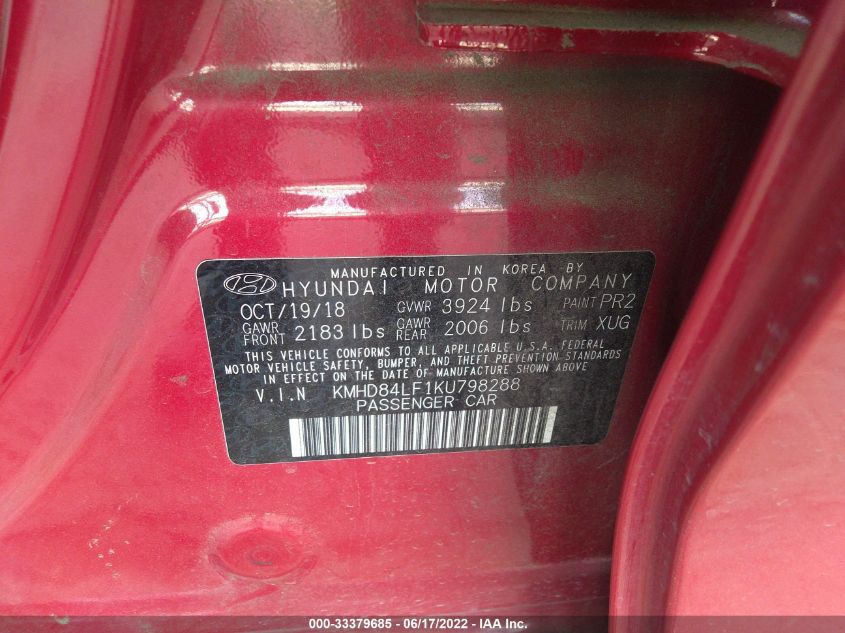 MANUFACTURED IN KOREA BY
HYUNDAI MOTOR COMPANY
OCT/19/18 GVWR 3924 lbs PAINT PR2
GAWR FRONT 2183 lbs GAWR REAR 2006 lbs TRIM XUG
THIS VEHICLE CONFORMS TO ALL APPLICABLE U.S.A. FEDERAL
MOTOR VEHICLE SAFETY, BUMPER, AND THEFT PREVENTION STANDARDS
IN EFFECT ON THE DATE OF MANUFACTURE SHOWN ABOVE
V.I.N KMHD84LF1KU798288
PASSENGER CAR
000-33379685 - 06/17/2022 - IAA Inc.